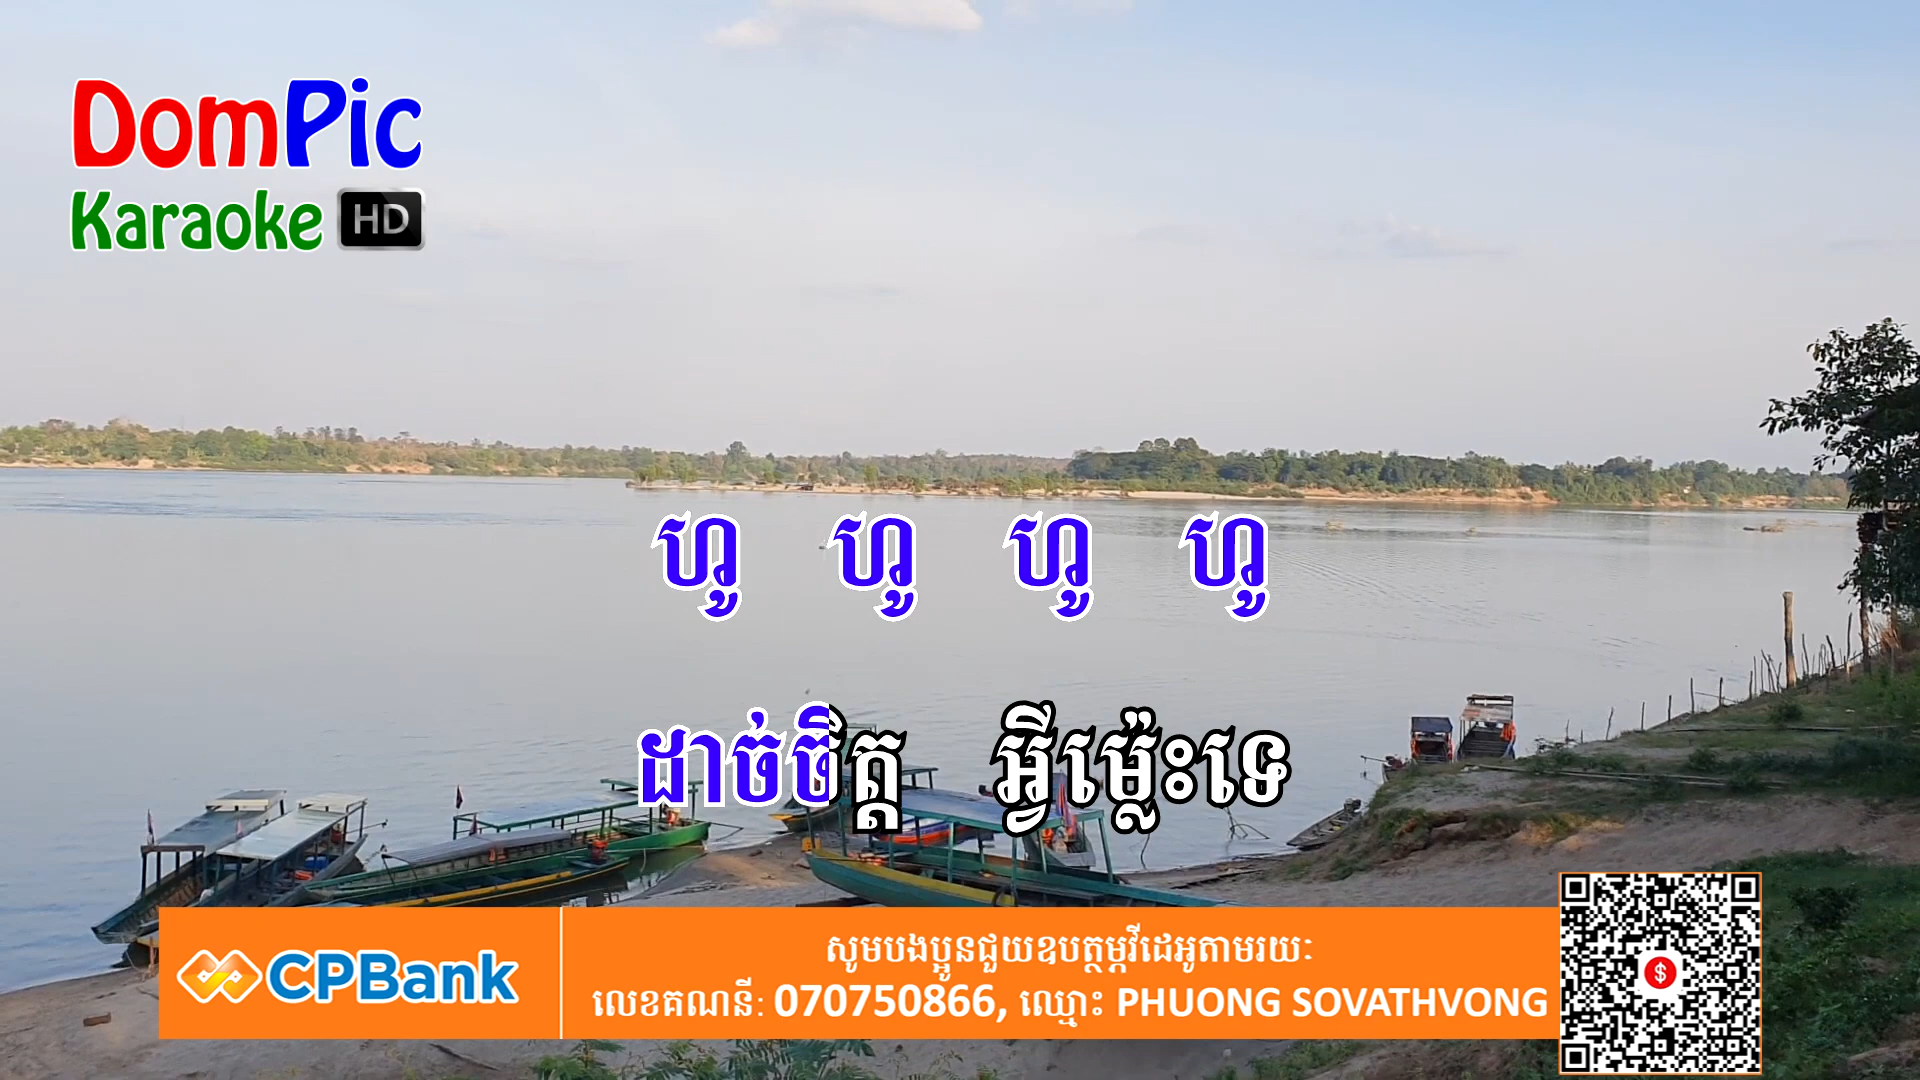 DomPic
Karaoke HD
ហូ ហូ ហូ ហូ
ដាច់ចិត្ត អ្វីម្ល៉េះទេ
CPBank
សូមបងប្អូនជួយឧបត្ថម្ភវីដេអូតាមរយៈ
លេខគណនី: 070750866, ឈ្មោះ PHUONG SOVATHVONG